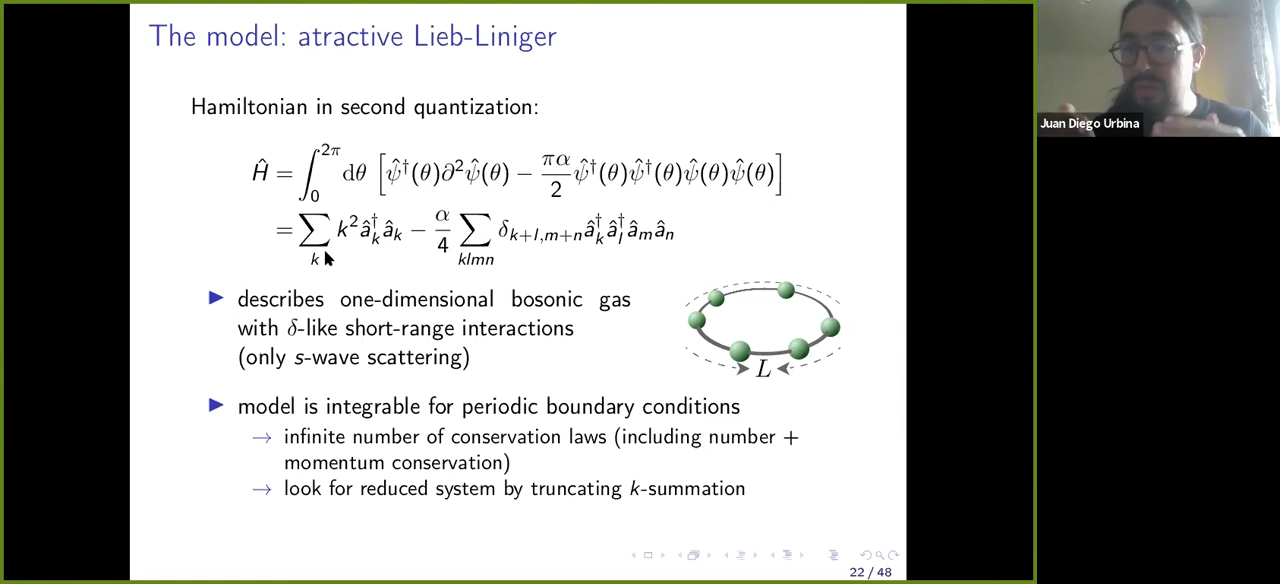 The model: atractive Lieb-Liniger
Juan Diego Urbina
Hamiltonian in second quantization:
Ĥ = ∫₀^{2π} dθ [ψ̂†(θ)∂²ψ̂(θ) − πα/2 ψ̂†(θ)ψ̂†(θ)ψ̂(θ)ψ̂(θ)]
= ∑_k k² â†_k â_k − α/4 ∑_{klmn} δ_{k+l,m+n} â†_k â†_l â_m â_n
▶ describes one-dimensional bosonic gas
with δ-like short-range interactions
(only s-wave scattering)
L
▶ model is integrable for periodic boundary conditions
→ infinite number of conservation laws (including number +
momentum conservation)
→ look for reduced system by truncating k-summation
22 / 48